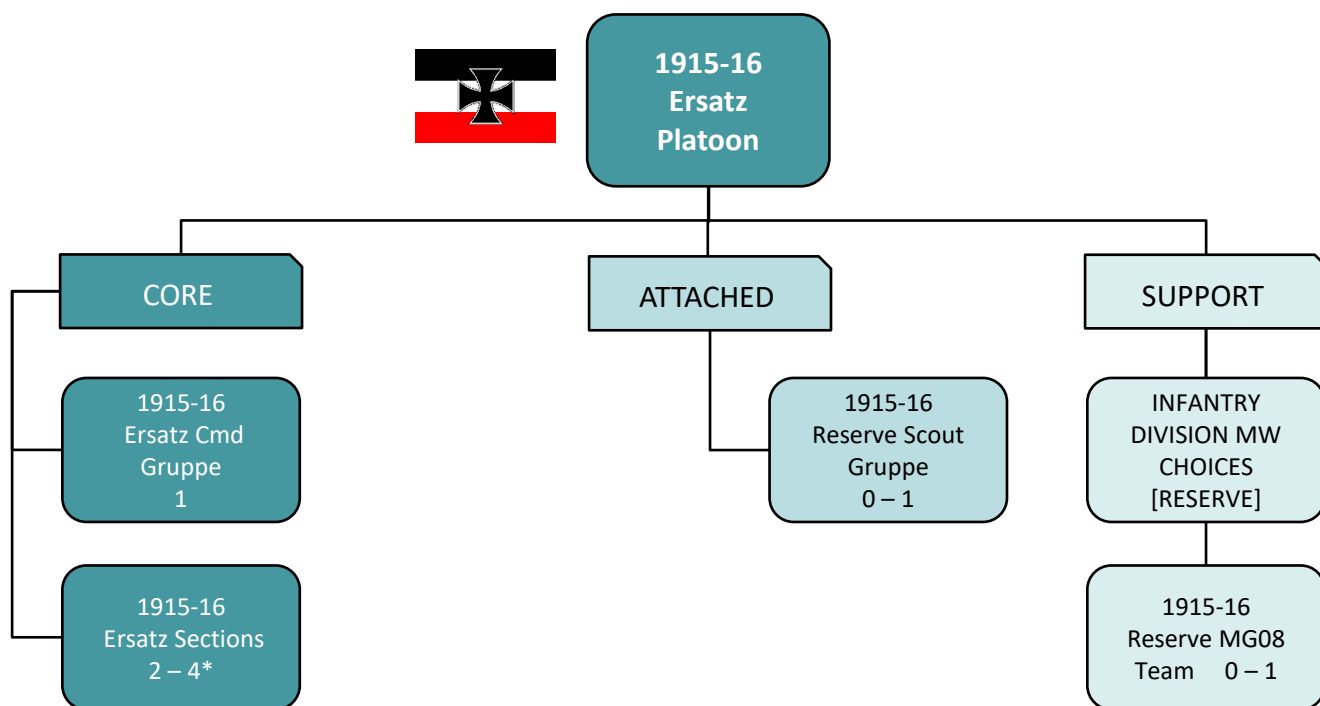 1915-16
Ersatz
Platoon
CORE
ATTACHED
SUPPORT
1915-16
Ersatz Cmd
Gruppe
1
1915-16
Reserve Scout
Gruppe
0 – 1
INFANTRY
DIVISION MW
CHOICES
[RESERVE]
1915-16
Ersatz Sections
2 – 4*
1915-16
Reserve MG08
Team 0 – 1